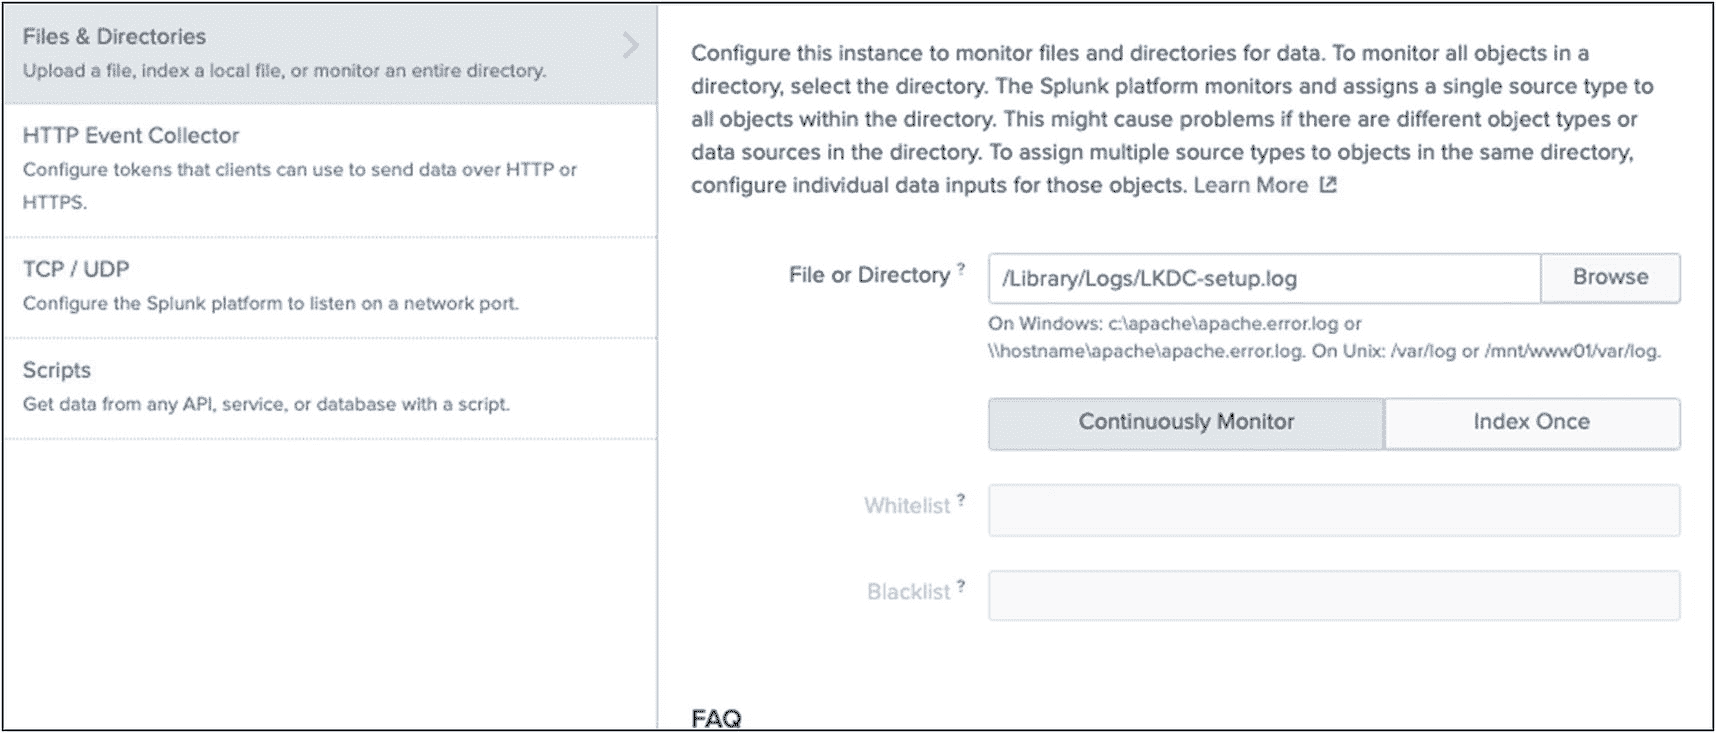 Files & Directories
Upload a file, index a local file, or monitor an entire directory.
HTTP Event Collector
Configure tokens that clients can use to send data over HTTP or
HTTPS.
TCP / UDP
Configure the Splunk platform to listen on a network port.
Scripts
Get data from any API, service, or database with a script.
Configure this instance to monitor files and directories for data. To monitor all objects in a
directory, select the directory. The Splunk platform monitors and assigns a single source type to
all objects within the directory. This might cause problems if there are different object types or
data sources in the directory. To assign multiple source types to objects in the same directory,
configure individual data inputs for those objects. Learn More
File or Directory ? /Library/Logs/LKDC-setup.log Browse
On Windows: c:\apache\apache.error.log or
\\hostname\apache\apache.error.log. On Unix: /var/log or /mnt/www01/var/log.
Continuously Monitor Index Once
Whitelist ?
Blacklist ?
FAQ